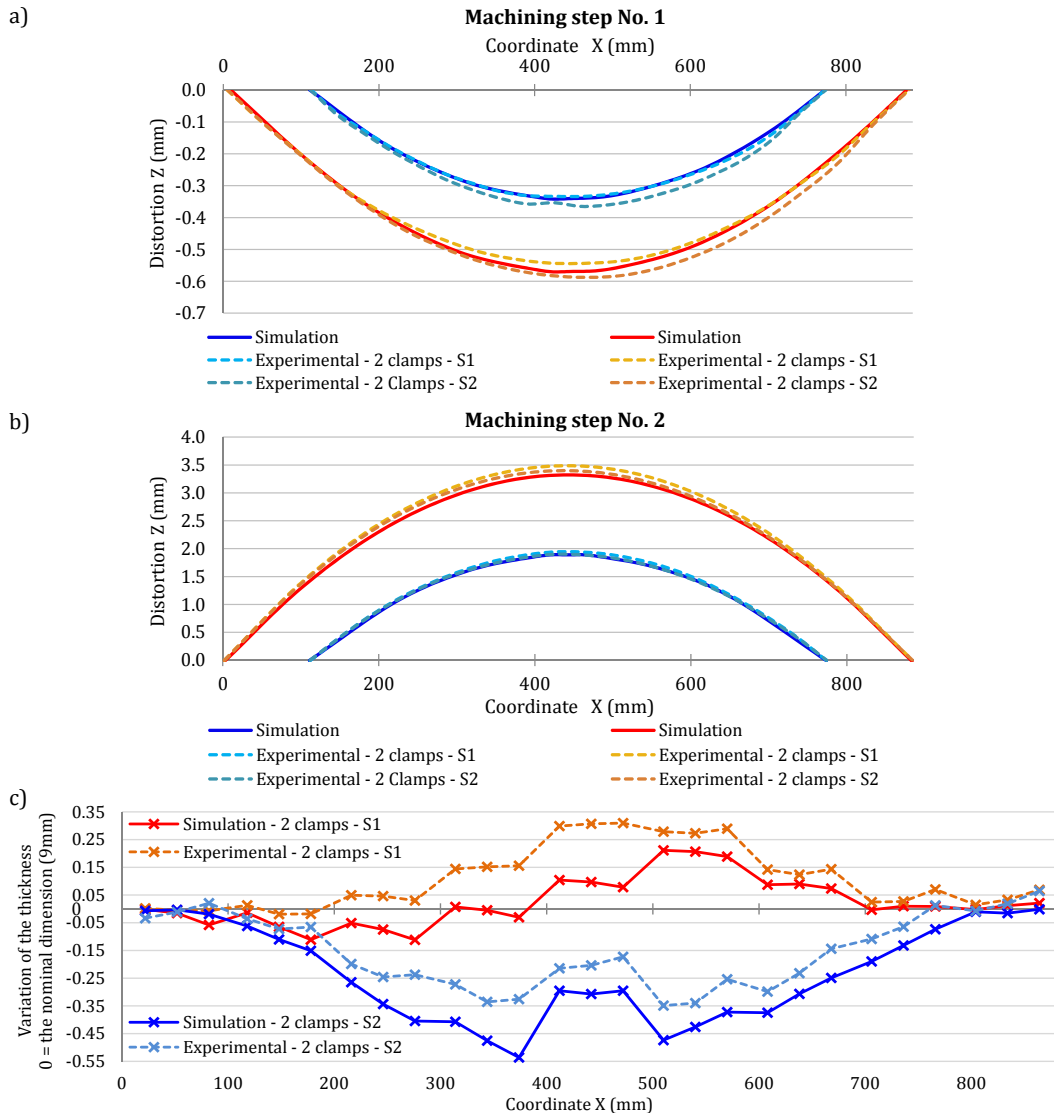 a)
Machining step No. 1
Coordinate X (mm)
0 200 400 600 800
0.0
-0.1
-0.2
-0.3
-0.4
-0.5
-0.6
-0.7
Distortion Z (mm)
Simulation Simulation
Experimental - 2 clamps - S1 Experimental - 2 clamps - S1
Experimental - 2 Clamps - S2 Exeprimental - 2 clamps - S2
b)
Machining step No. 2
4.0
3.5
3.0
2.5
2.0
1.5
1.0
0.5
0.0
Distortion Z (mm)
0 200 400 600 800
Coordinate X (mm)
Simulation Simulation
Experimental - 2 clamps - S1 Experimental - 2 clamps - S1
Experimental - 2 Clamps - S2 Exeprimental - 2 clamps - S2
c)
0.35
0.25
0.15
0.05
0
-0.05
-0.15
-0.25
-0.35
-0.45
-0.55
Variation of the thickness
0 = the nominal dimension (9mm)
Simulation - 2 clamps - S1
Experimental - 2 clamps - S1
Simulation - 2 clamps - S2
Experimental - 2 clamps - S2
0 100 200 300 400 500 600 700 800
Coordinate X (mm)